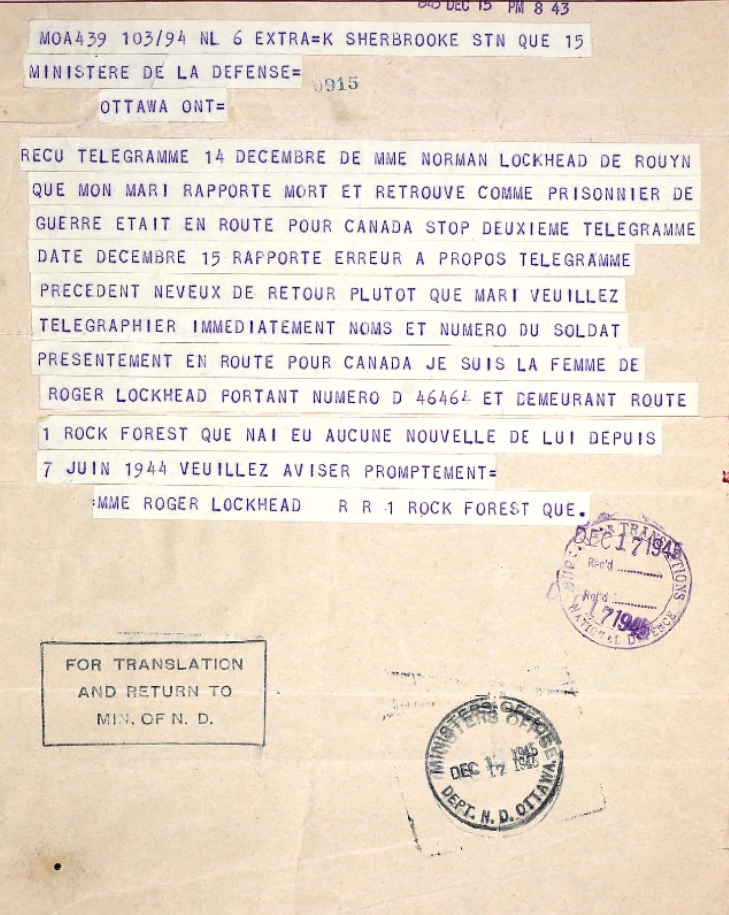 1945 DEC 15 PM 8 43
MOA439 103/94 NL 6 EXTRA=K SHERBROOKE STN QUE 15
MINISTERE DE LA DEFENSE=
0915
OTTAWA ONT=
RECU TELEGRAMME 14 DECEMBRE DE MME NORMAN LOCKHEAD DE ROUYN
QUE MON MARI RAPPORTE MORT ET RETROUVE COMME PRISONNIER DE
GUERRE ETAIT EN ROUTE POUR CANADA STOP DEUXIEME TELEGRAMME
DATE DECEMBRE 15 RAPPORTE ERREUR A PROPOS TELEGRAMME
PRECEDENT NEVEUX DE RETOUR PLUTOT QUE MARI VEUILLEZ
TELEGRAPHIER IMMEDIATEMENT NOMS ET NUMERO DU SOLDAT
PRESENTEMENT EN ROUTE POUR CANADA JE SUIS LA FEMME DE
ROGER LOCKHEAD PORTANT NUMERO D 46464 ET DEMEURANT ROUTE
1 ROCK FOREST QUE NAI EU AUCUNE NOUVELLE DE LUI DEPUIS
7 JUIN 1944 VEUILLEZ AVISER PROMPTEMENT=
=MME ROGER LOCKHEAD R R 1 ROCK FOREST QUE.
TRANSLATIONS
DEC 17 1945
Rec'd
Ret'd
17 1945
NATIONAL DEFENCE
FOR TRANSLATION
AND RETURN TO
MIN. OF N. D.
MINISTERS OFFICE
DEC 17 1945
DEPT. N. D. OTTAWA.